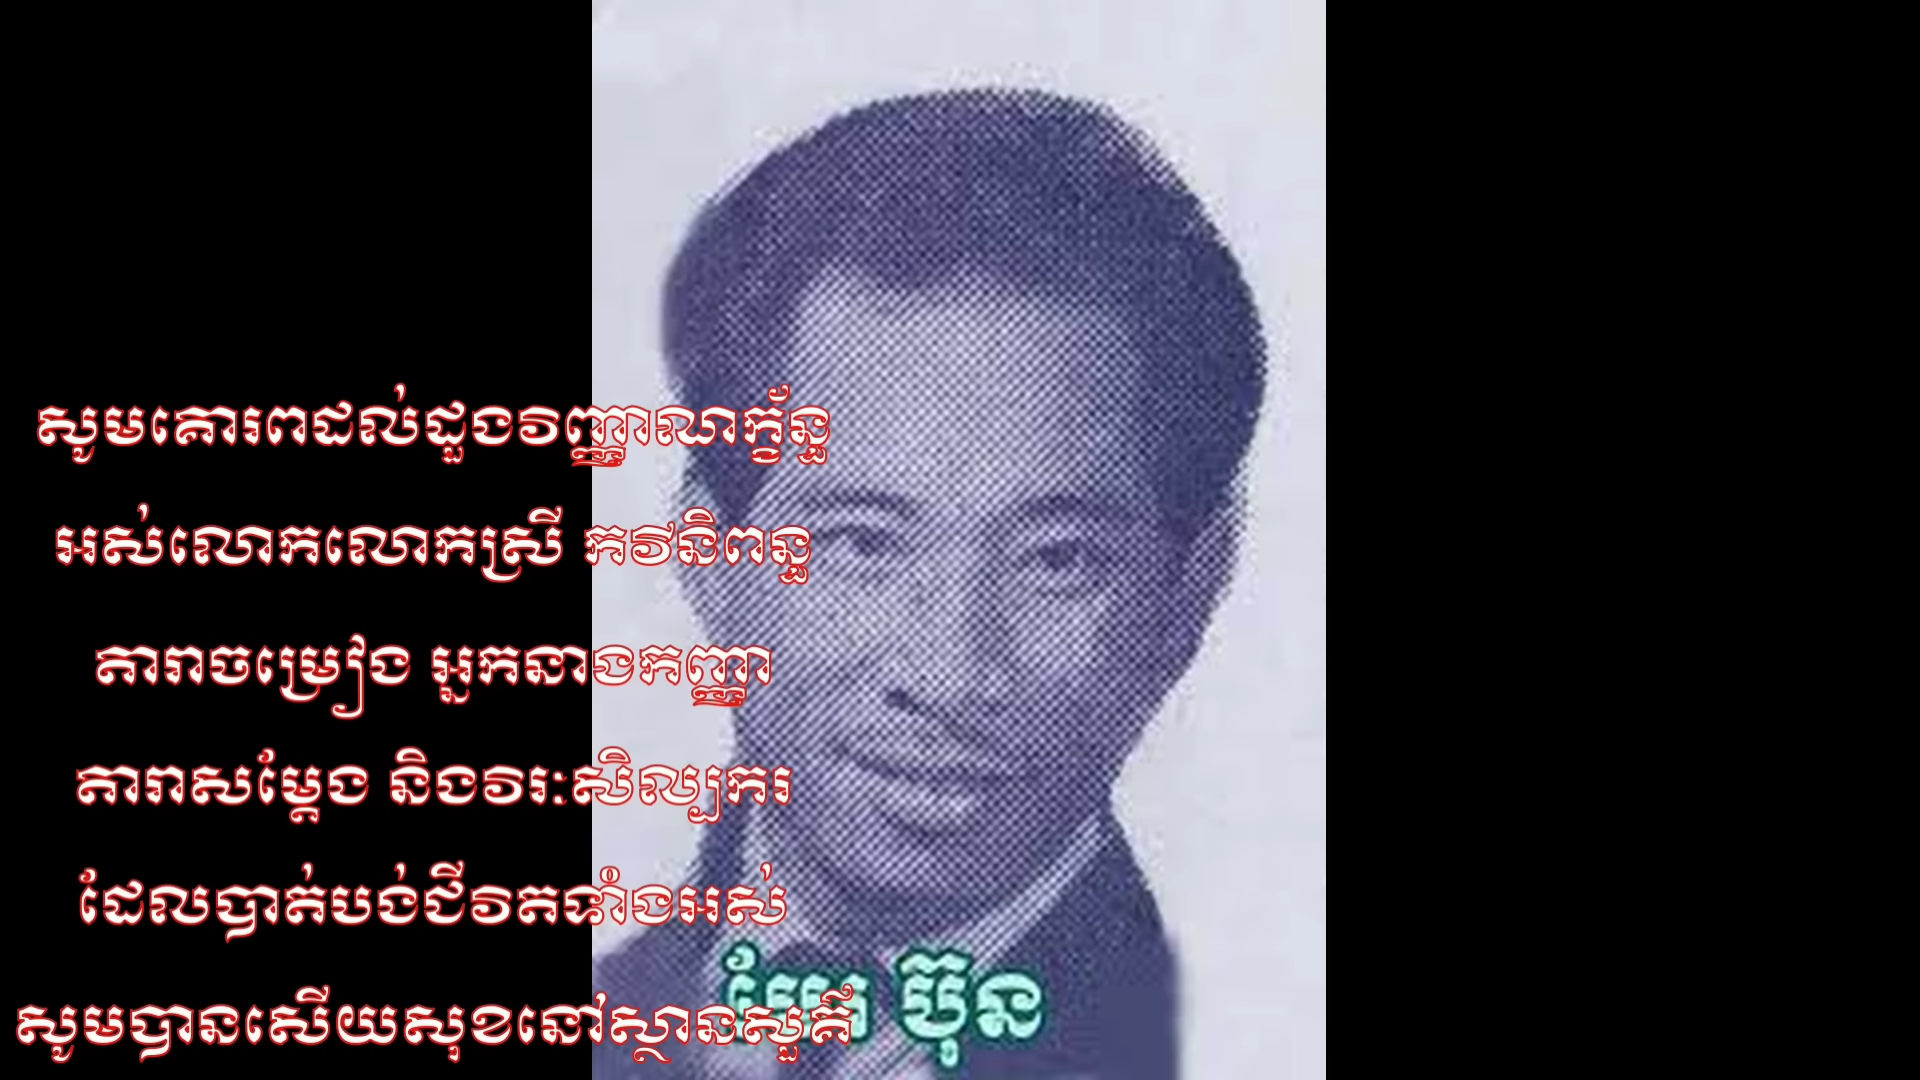 សូមគោរពដល់ដួងវិញ្ញាណក្ខ័ន្ធ
អស់លោកលោកស្រី កវីនិពន្ធ
តារាចម្រៀង អ្នកនាងកញ្ញា
តារាសម្ដែង និងវិរៈសិល្បករ
ដែលបាត់បង់ជីវិតទាំងអស់
ប៊ុន
សូមបានសើយសុខនៅស្ថានសួគ៌